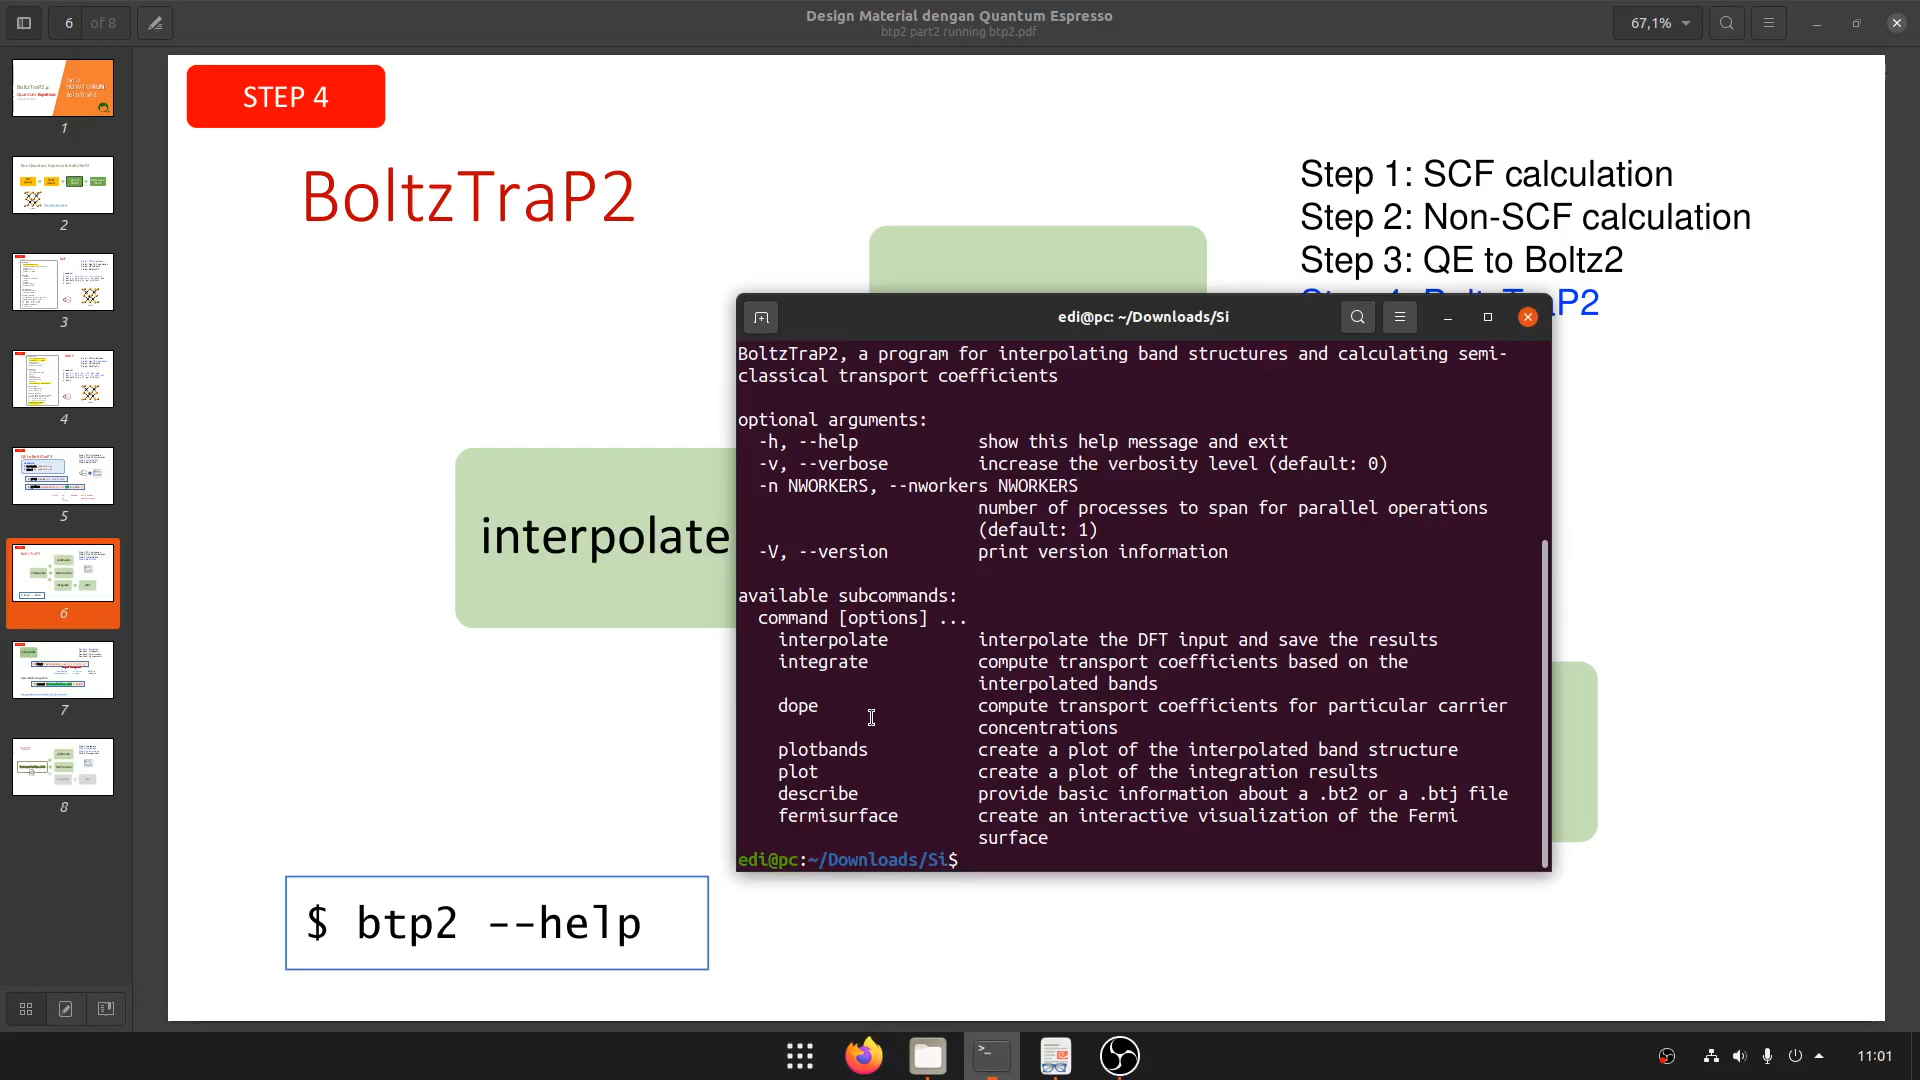 6 of 8
Design Material dengan Quantum Espresso
btp2 part2 running btp2.pdf
67,1%
STEP 4
BoltzTraP2
Step 1: SCF calculation
Step 2: Non-SCF calculation
Step 3: QE to Boltz2
P2
interpolate
edi@pc: ~/Downloads/Si
BoltzTraP2, a program for interpolating band structures and calculating semi-
classical transport coefficients
optional arguments:
-h, --help show this help message and exit
-v, --verbose increase the verbosity level (default: 0)
-n NWORKERS, --nworkers NWORKERS
number of processes to span for parallel operations
(default: 1)
-V, --version print version information
available subcommands:
command [options] ...
interpolate interpolate the DFT input and save the results
integrate compute transport coefficients based on the
interpolated bands
dope compute transport coefficients for particular carrier
concentrations
plotbands create a plot of the interpolated band structure
plot create a plot of the integration results
describe provide basic information about a .bt2 or a .btj file
fermisurface create an interactive visualization of the Fermi
surface
edi@pc:~/Downloads/Si$
$ btp2 --help
1
2
3
4
5
6
7
8
11:01